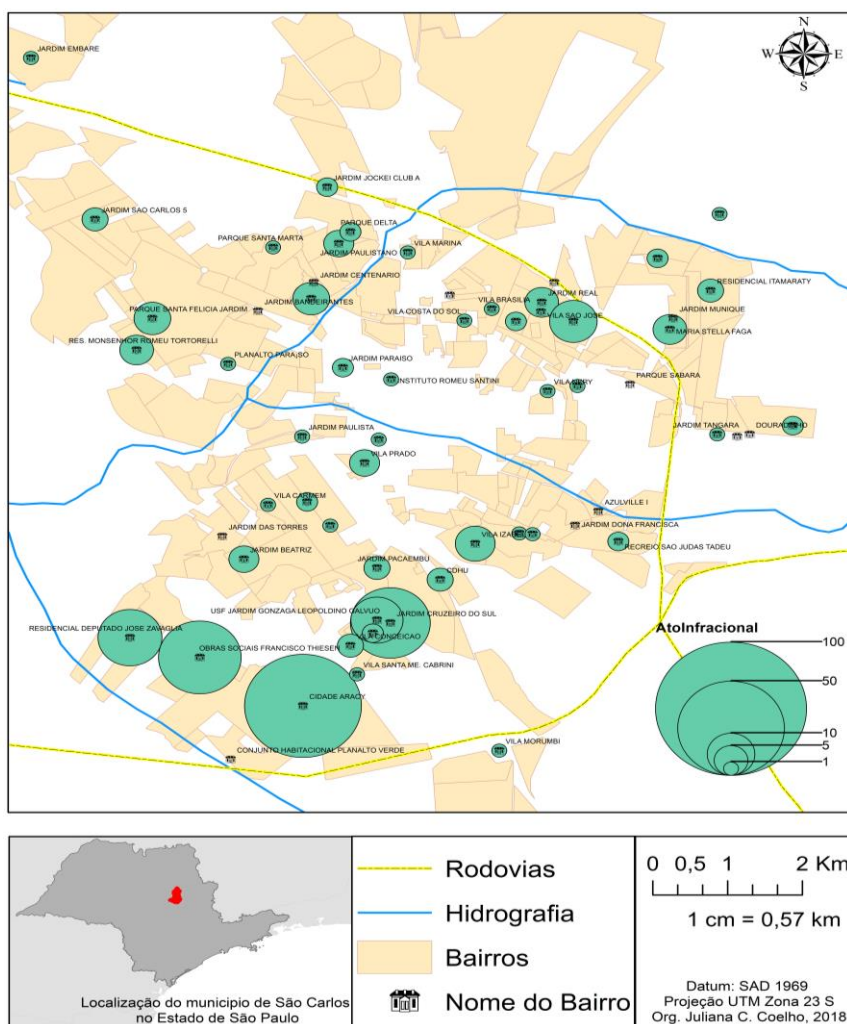 N
W E
S
JARDIM EMBARE
JARDIM JOCKEI CLUB A
JARDIM SAO CARLOS 5
PARQUE DELTA
PARQUE SANTA MARTA
JARDIM PAULISTANO
VILA MARINA
JARDIM CENTENARIO
RESIDENCIAL ITAMARATY
JARDIM BANDEIRANTES
VILA BRASILIA
JARDIM REAL
PARQUE SANTA FELICIA JARDIM
VILA COSTA DO SOL
VILA SAO JOSE
JARDIM MUNIQUE
MARIA STELLA FAGA
RES. MONSENHOR ROMEU TORTORELLI
PLANALTO PARAISO
JARDIM PARAISO
INSTITUTO ROMEU SANTINI
VILA NERY
PARQUE SABARA
JARDIM PAULISTA
JARDIM TANGARA
DOURADINHO
VILA PRADO
VILA CARMEM
AZULVILLE I
JARDIM DAS TORRES
JARDIM DONA FRANCISCA
VILA IZABEL
RECREIO SAO JUDAS TADEU
JARDIM BEATRIZ
JARDIM PACAEMBU
CDHU
USF JARDIM GONZAGA LEOPOLDINO GALVUO
JARDIM CRUZEIRO DO SUL
RESIDENCIAL DEPUTADO JOSE ZAVAGLIA
CONCEICAO
OBRAS SOCIAIS FRANCISCO THIESEN
VILA SANTA ME. CABRINI
CIDADE ARACY
VILA MORUMBI
CONJUNTO HABITACIONAL PLANALTO VERDE
AtoInfracional
100
50
10
5
1
Localização do municipio de São Carlos
no Estado de São Paulo
Rodovias
Hidrografia
Bairros
Nome do Bairro
0 0,5 1 2 Km
1 cm = 0,57 km
Datum: SAD 1969
Projeção UTM Zona 23 S
Org. Juliana C. Coelho, 2018